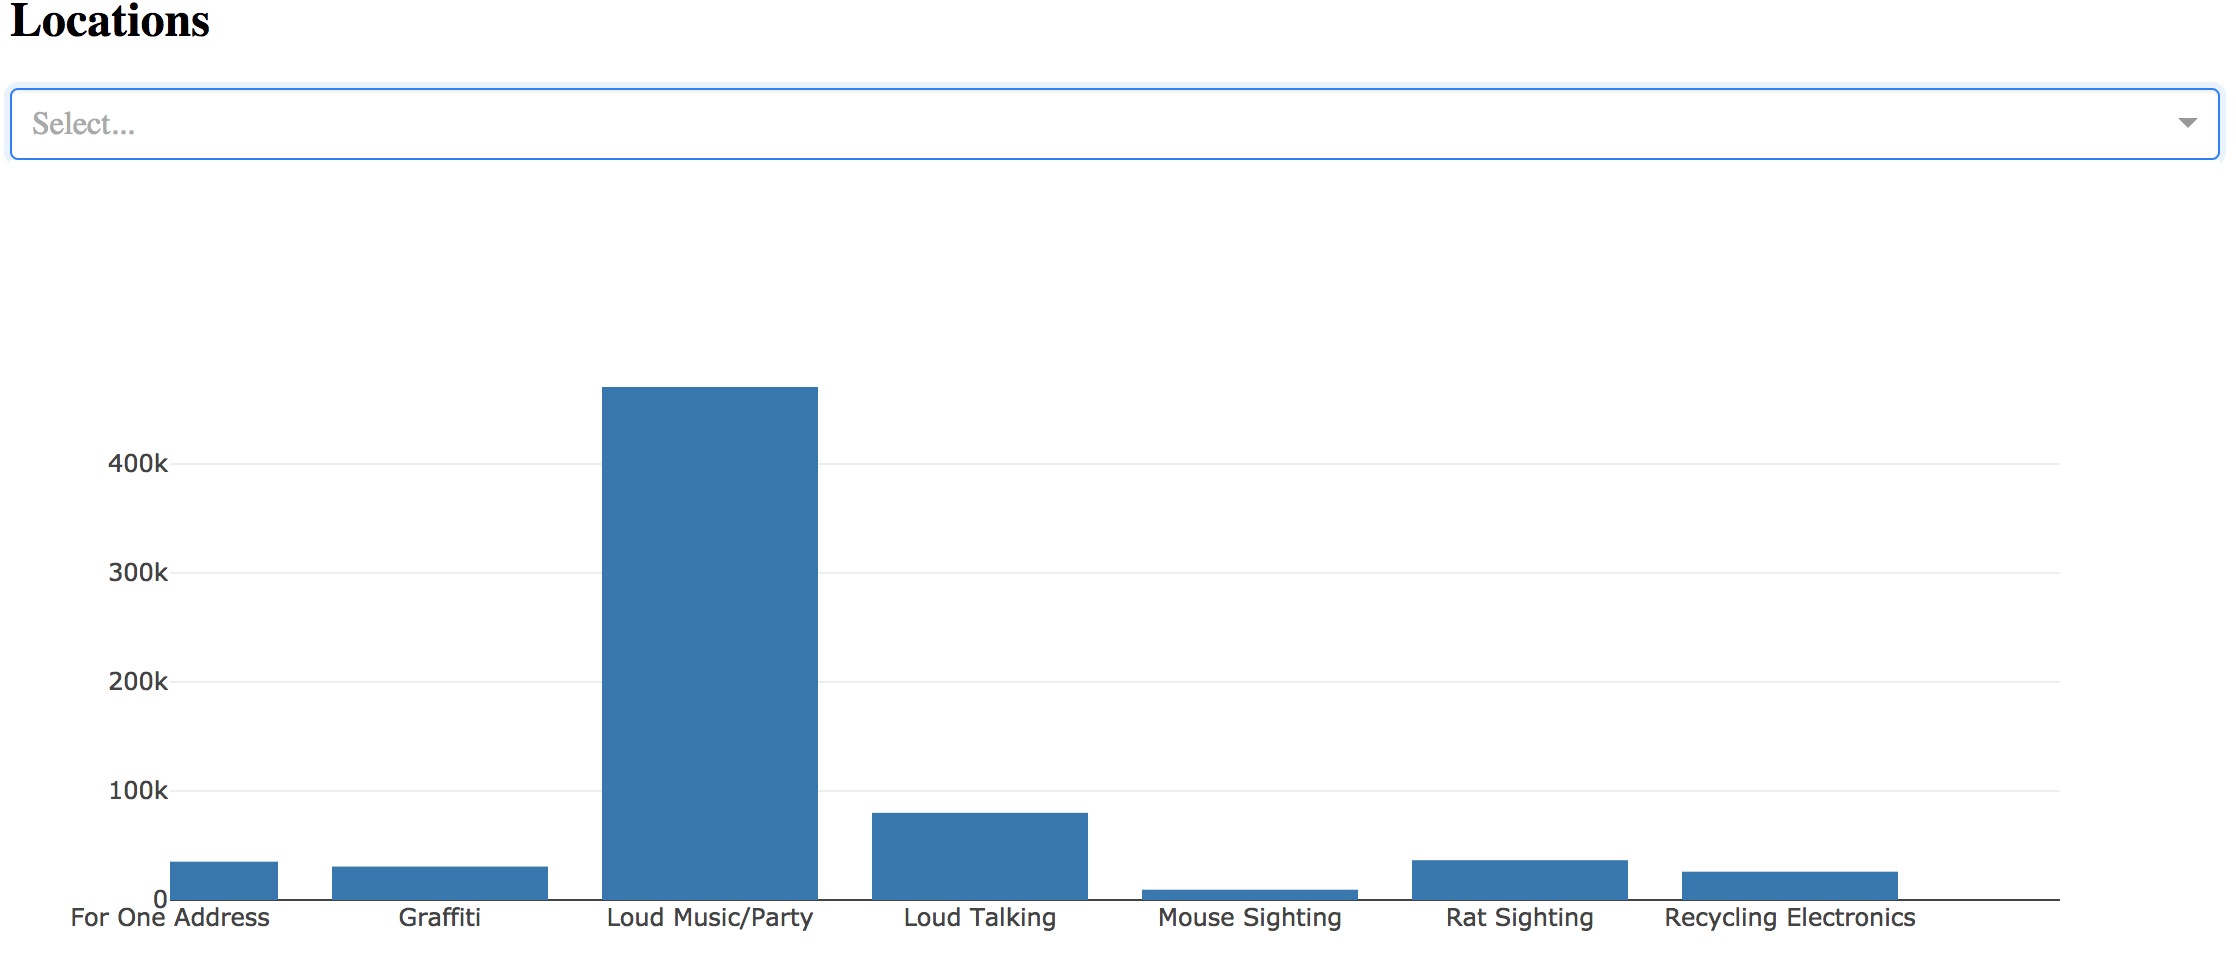 Locations
Select...
400k
300k
200k
100k
0
For One Address Graffiti Loud Music/Party Loud Talking Mouse Sighting Rat Sighting Recycling Electronics